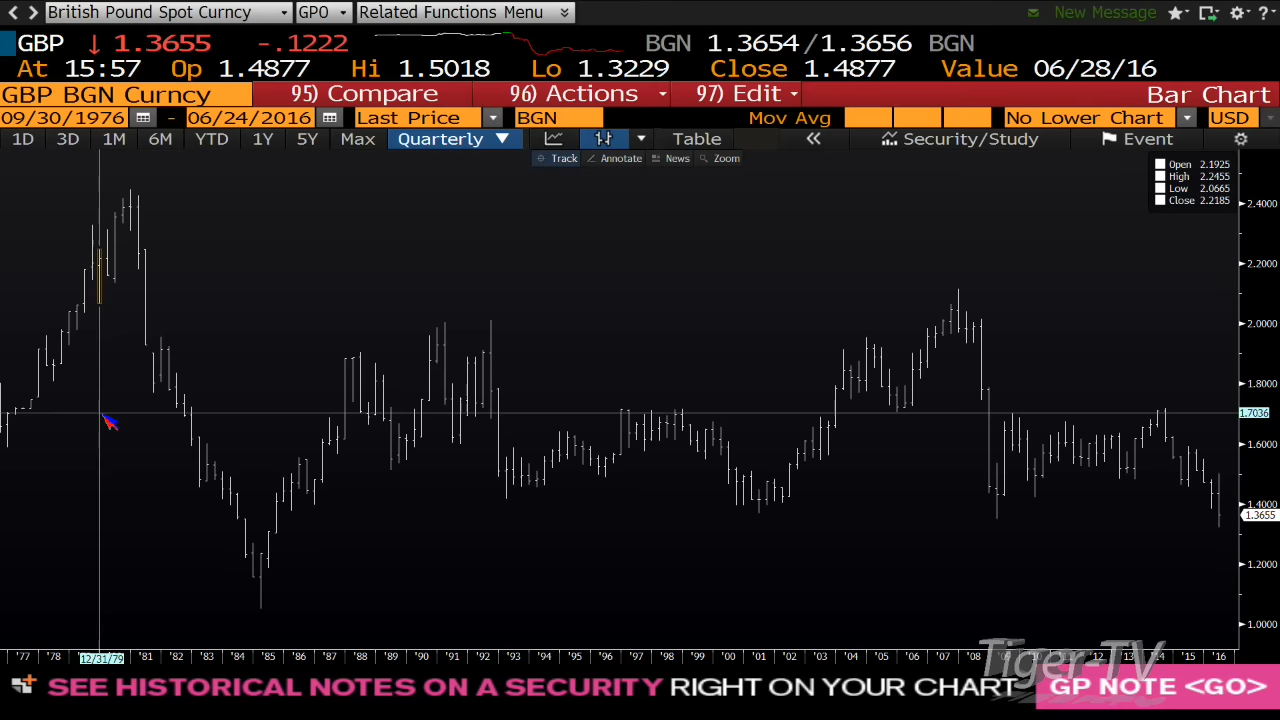 British Pound Spot Curncy GPO Related Functions Menu New Message
GBP 1.3655 -.1222 BGN 1.3654/1.3656 BGN
At 15:57 Op 1.4877 Hi 1.5018 Lo 1.3229 Close 1.4877 Value 06/28/16
GBP BGN Curncy 95) Compare 96) Actions 97) Edit Bar Chart
09/30/1976 - 06/24/2016 Last Price BGN Mov Avg No Lower Chart USD
1D 3D 1M 6M YTD 1Y 5Y Max Quarterly Table Security/Study Event
Track Annotate News Zoom
Open 2.1925
High 2.2455
Low 2.0665
Close 2.2185
2.4000
2.2000
2.0000
1.8000
1.7036
1.6000
1.4000
1.3655
1.2000
1.0000
'77 '78 12/31/79 '81 '82 '83 '84 '85 '86 '87 '88 '89 '90 '91 '92 '93 '94 '95 '96 '97 '98 '99 '00 '01 '02 '03 '04 '05 '06 '07 '08 '11 '12 '13 '14 '15 '16
Tiger-TV
SEE HISTORICAL NOTES ON A SECURITY RIGHT ON YOUR CHART GP NOTE <GO>